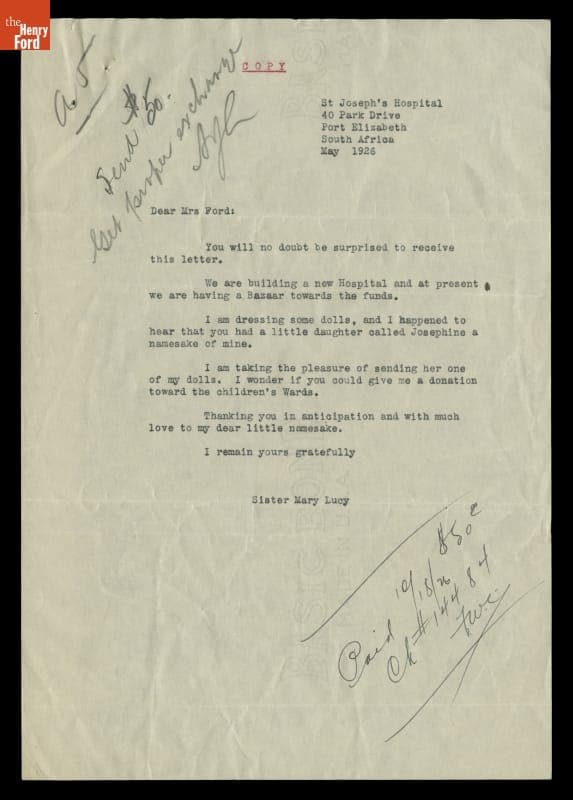 the
Henry
Ford
COPY
Send $50.
Get proper exchange
St Joseph's Hospital
40 Park Drive
Port Elizabeth
South Africa
May 1926
Dear Mrs Ford:
You will no doubt be surprised to receive
this letter.
We are building a new Hospital and at present
we are having a Bazaar towards the funds.
I am dressing some dolls, and I happened to
hear that you had a little daughter called Josephine a
namesake of mine.
I am taking the pleasure of sending her one
of my dolls. I wonder if you could give me a donation
toward the children's Wards.
Thanking you in anticipation and with much
love to my dear little namesake.
I remain yours gratefully
Sister Mary Lucy
Paid 10/18/26 $50
Ck #14484